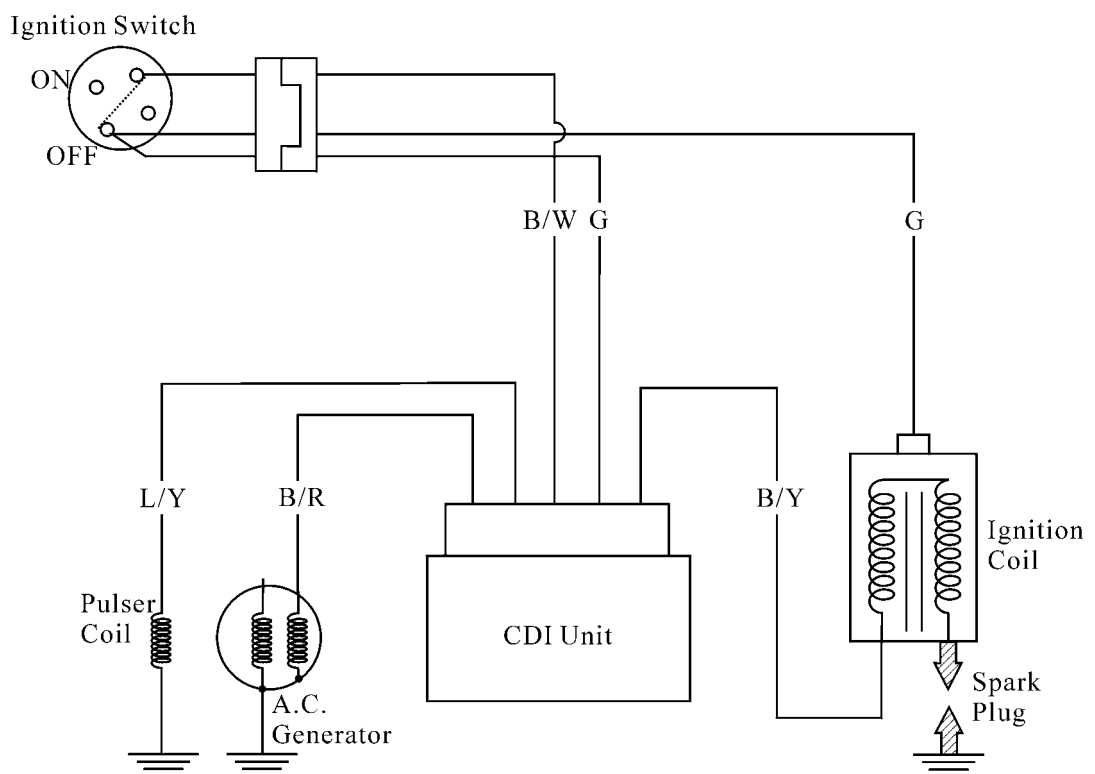 Ignition Switch
ON
OFF
B/W
G
G
L/Y
B/R
B/Y
Ignition
Coil
Pulser
Coil
CDI Unit
A.C.
Generator
Spark
Plug